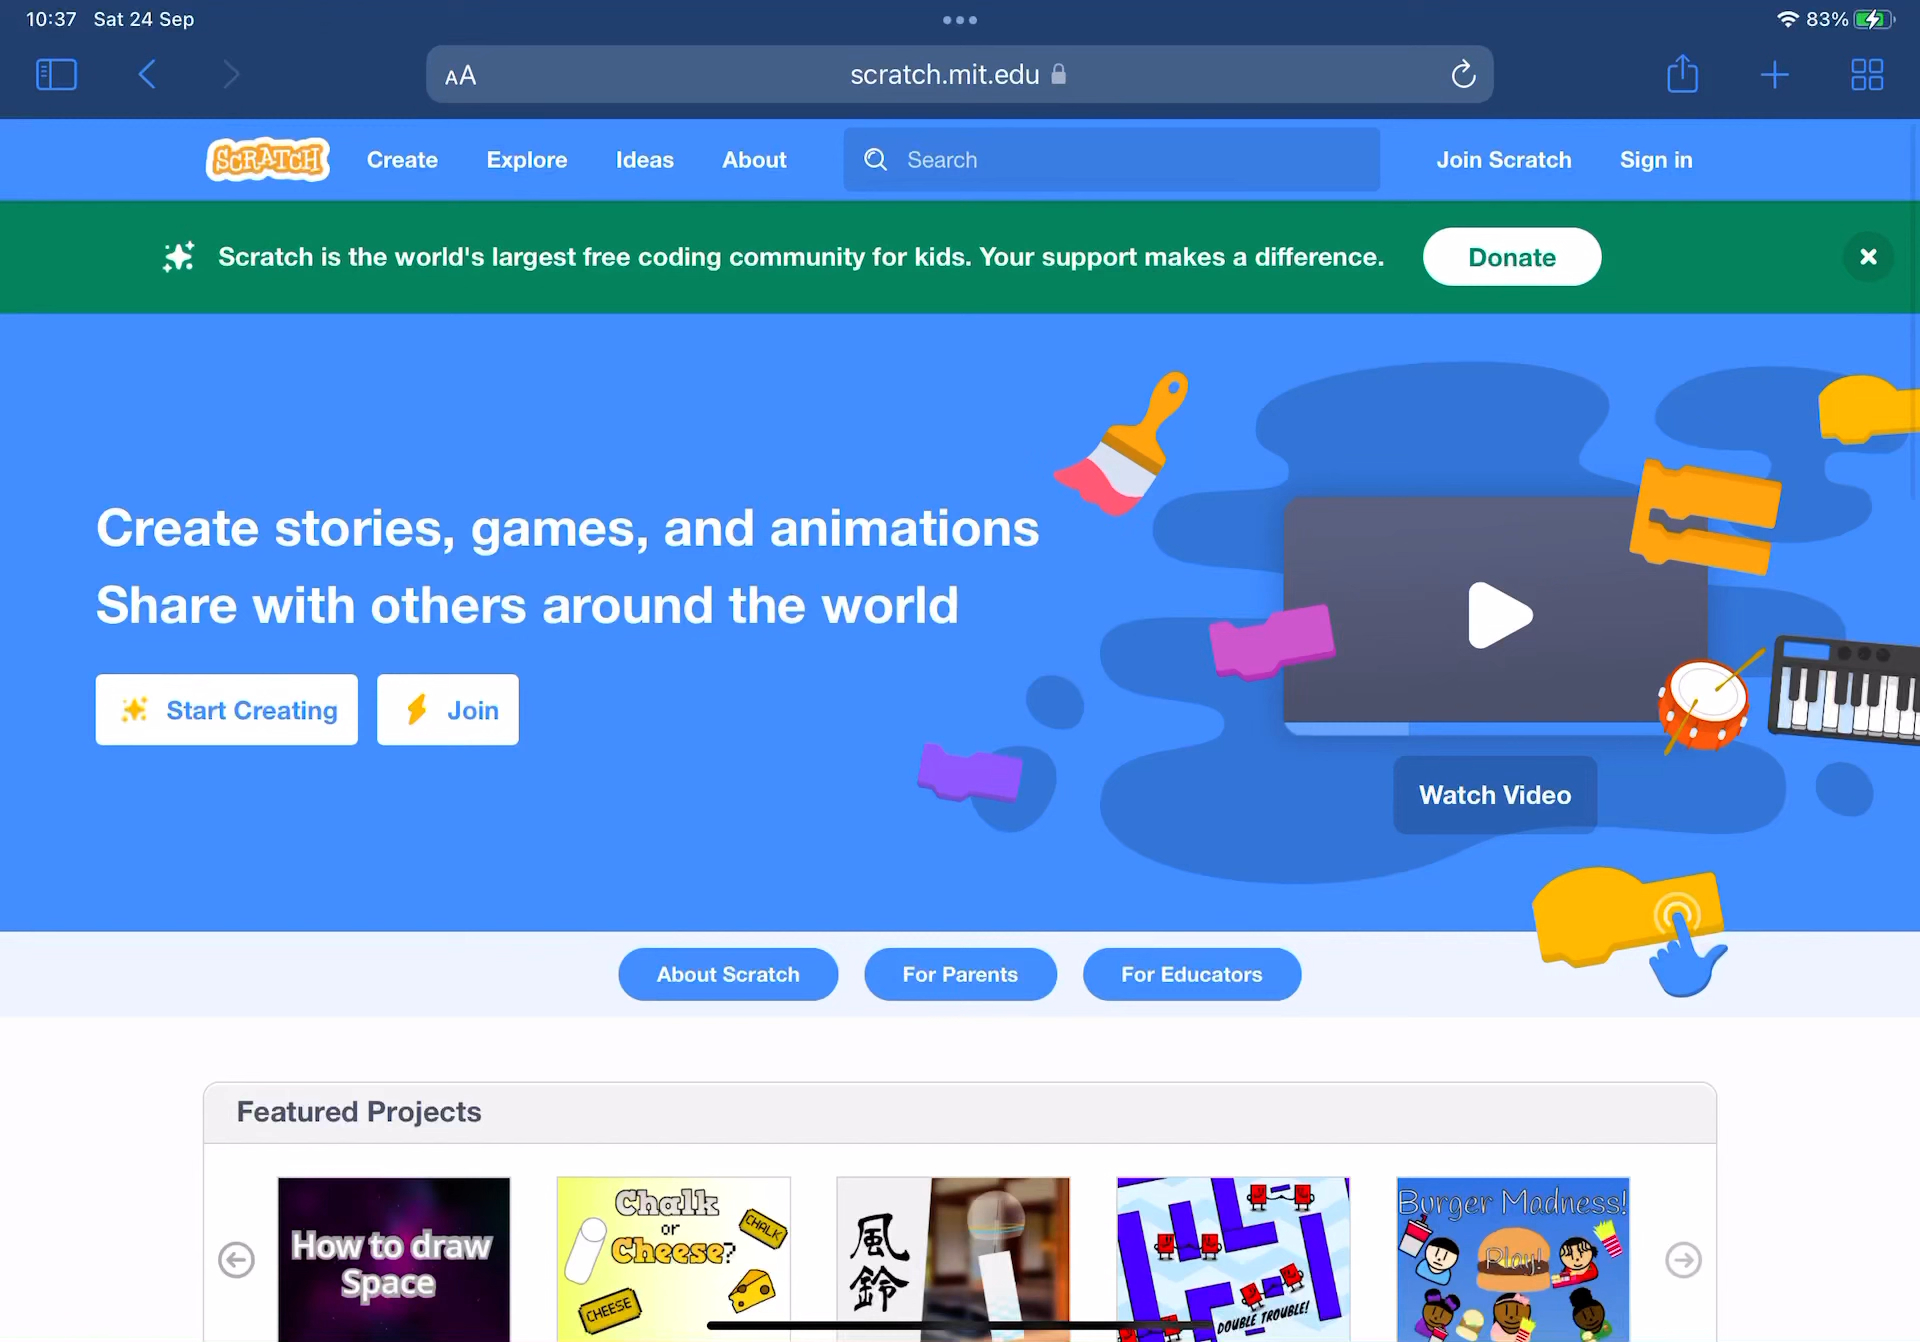 10:37 Sat 24 Sep
83%
AA
scratch.mit.edu
SCRATCH
Create
Explore
Ideas
About
Search
Join Scratch
Sign in
Scratch is the world's largest free coding community for kids. Your support makes a difference.
Donate
Create stories, games, and animations
Share with others around the world
Start Creating
Join
Watch Video
About Scratch
For Parents
For Educators
Featured Projects
How to draw
Space
Chalk
or
Cheese?
CHALK
CHEESE
風
鈴
DOUBLE TROUBLE!
Burger Madness!
Play!